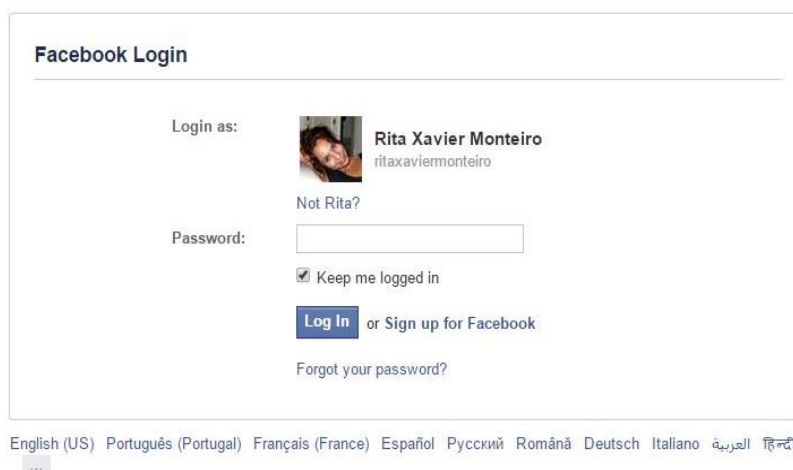 Facebook Login
Login as:
Rita Xavier Monteiro
ritaxaviermonteiro
Not Rita?
Password:
Keep me logged in
Log In or Sign up for Facebook
Forgot your password?
English (US) Português (Portugal) Français (France) Español Русский Română Deutsch Italiano العربية हिन्दी
...